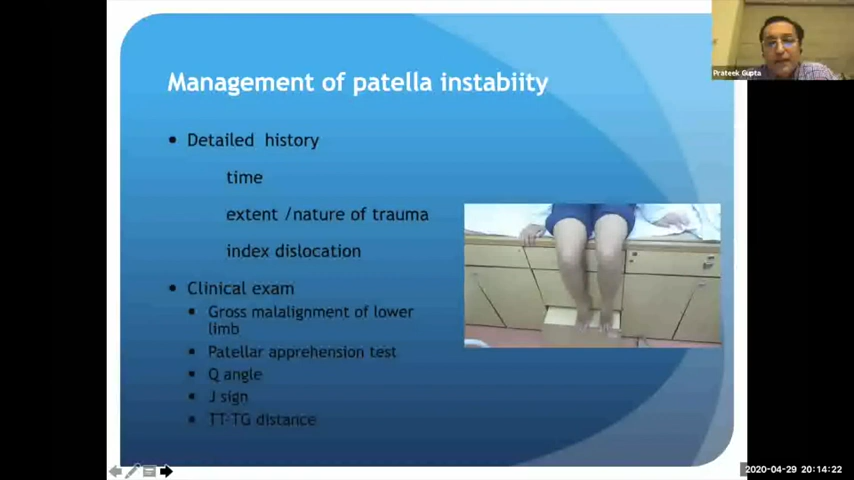 Management of patella instabiity
Detailed history
time
extent /nature of trauma
index dislocation
Clinical exam
Gross malalignment of lower
limb
Patellar apprehension test
Q angle
J sign
TT-TG distance
Prateek Gupta
2020-04-29 20:14:22